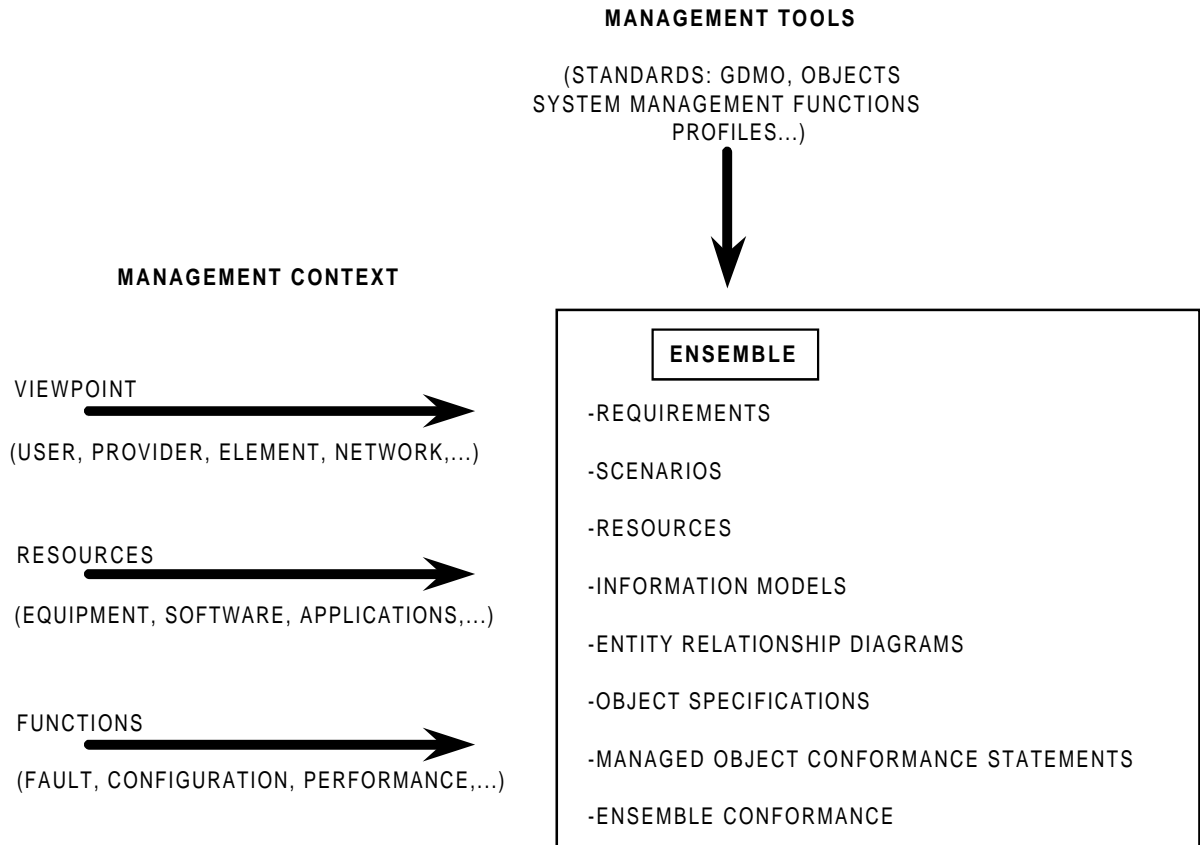 MANAGEMENT TOOLS
(STANDARDS: GDMO, OBJECTS
SYSTEM MANAGEMENT FUNCTIONS
PROFILES...)
MANAGEMENT CONTEXT
VIEWPOINT
(USER, PROVIDER, ELEMENT, NETWORK,...)
RESOURCES
(EQUIPMENT, SOFTWARE, APPLICATIONS,...)
FUNCTIONS
(FAULT, CONFIGURATION, PERFORMANCE,...)
ENSEMBLE
-REQUIREMENTS
-SCENARIOS
-RESOURCES
-INFORMATION MODELS
-ENTITY RELATIONSHIP DIAGRAMS
-OBJECT SPECIFICATIONS
-MANAGED OBJECT CONFORMANCE STATEMENTS
-ENSEMBLE CONFORMANCE